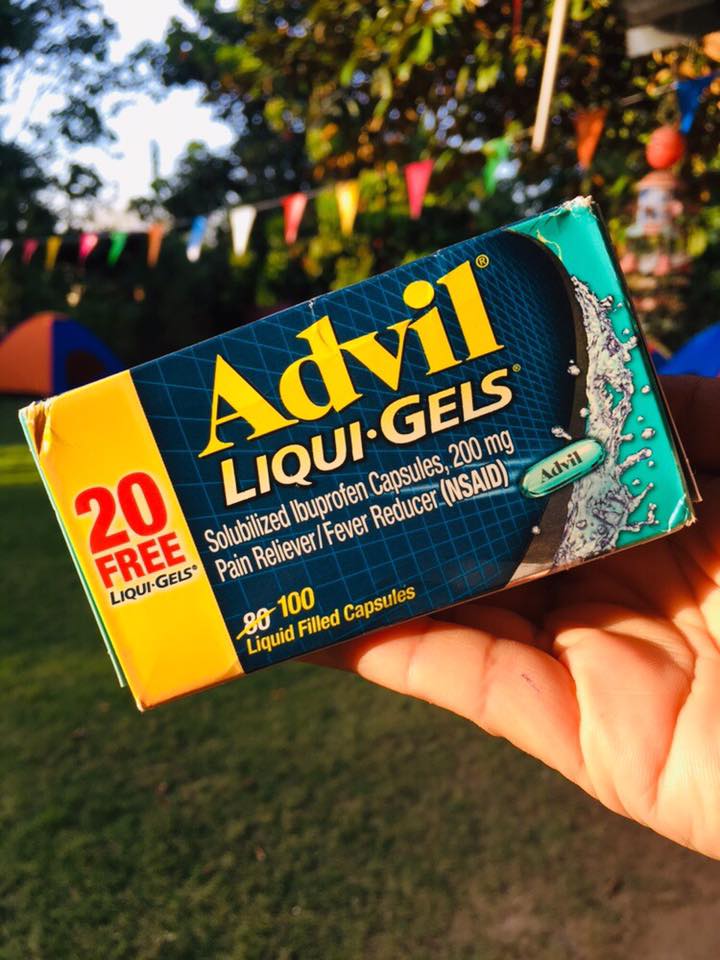 Advil®
LIQUI·GELS®
Solubilized Ibuprofen Capsules, 200 mg
Pain Reliever/Fever Reducer (NSAID)
80 100
Liquid Filled Capsules
20
FREE
LIQUI·GELS®
Advil